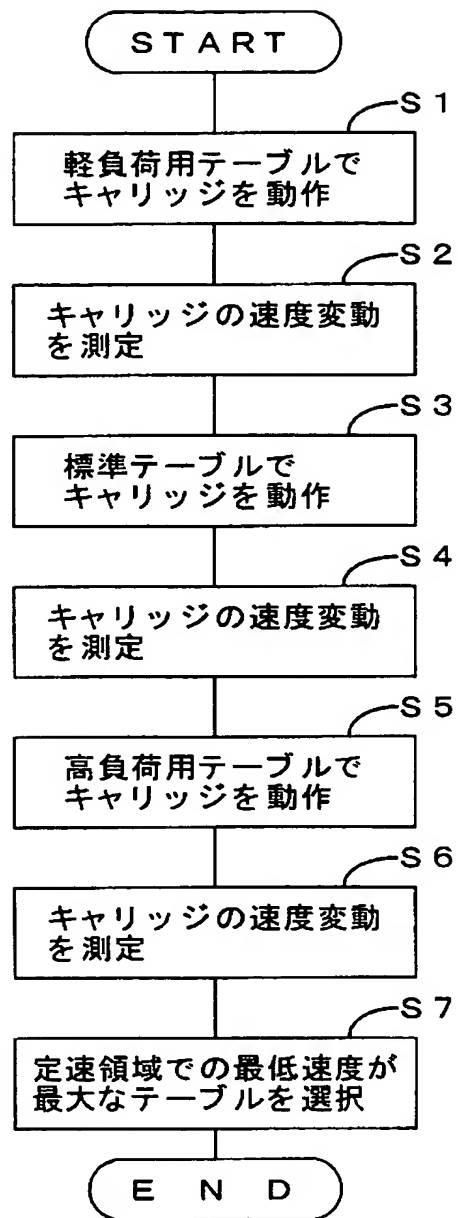 START
S1
軽負荷用テーブルで
キャリッジを動作
S2
キャリッジの速度変動
を測定
S3
標準テーブルで
キャリッジを動作
S4
キャリッジの速度変動
を測定
S5
高負荷用テーブルで
キャリッジを動作
S6
キャリッジの速度変動
を測定
S7
定速領域での最低速度が
最大なテーブルを選択
END